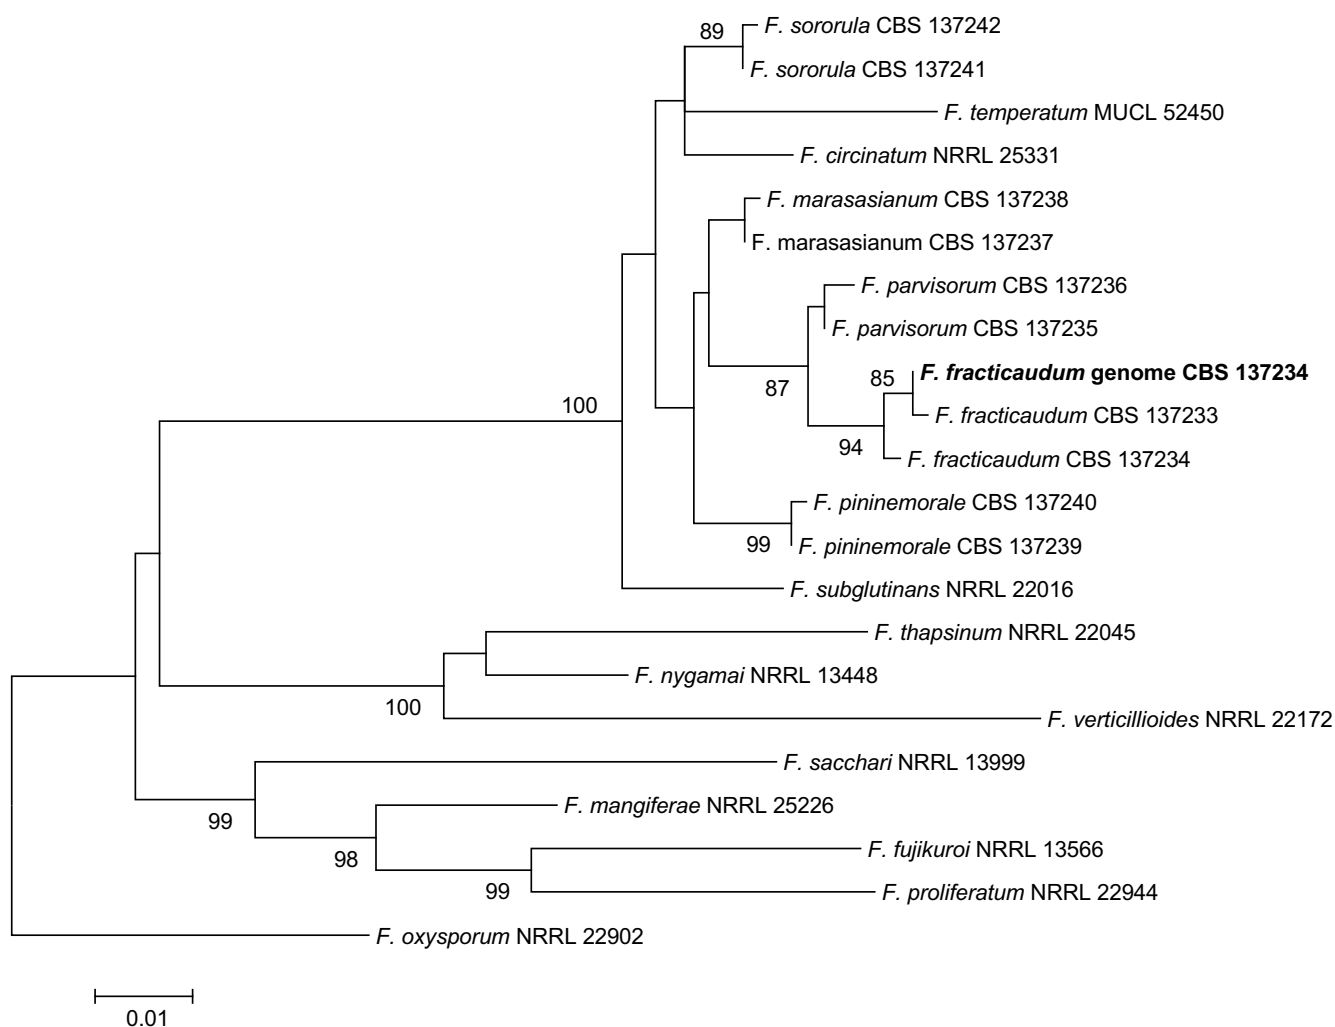 89
F. sororula CBS 137242
F. sororula CBS 137241
F. temperatum MUCL 52450
F. circinatum NRRL 25331
F. marasasianum CBS 137238
F. marasasianum CBS 137237
F. parvisorum CBS 137236
F. parvisorum CBS 137235
87
85
F. fracticaudum genome CBS 137234
100
F. fracticaudum CBS 137233
94
F. fracticaudum CBS 137234
F. pininemorale CBS 137240
99
F. pininemorale CBS 137239
F. subglutinans NRRL 22016
F. thapsinum NRRL 22045
F. nygamai NRRL 13448
100
F. verticillioides NRRL 22172
F. sacchari NRRL 13999
99
F. mangiferae NRRL 25226
98
F. fujikuroi NRRL 13566
99
F. proliferatum NRRL 22944
F. oxysporum NRRL 22902
0.01